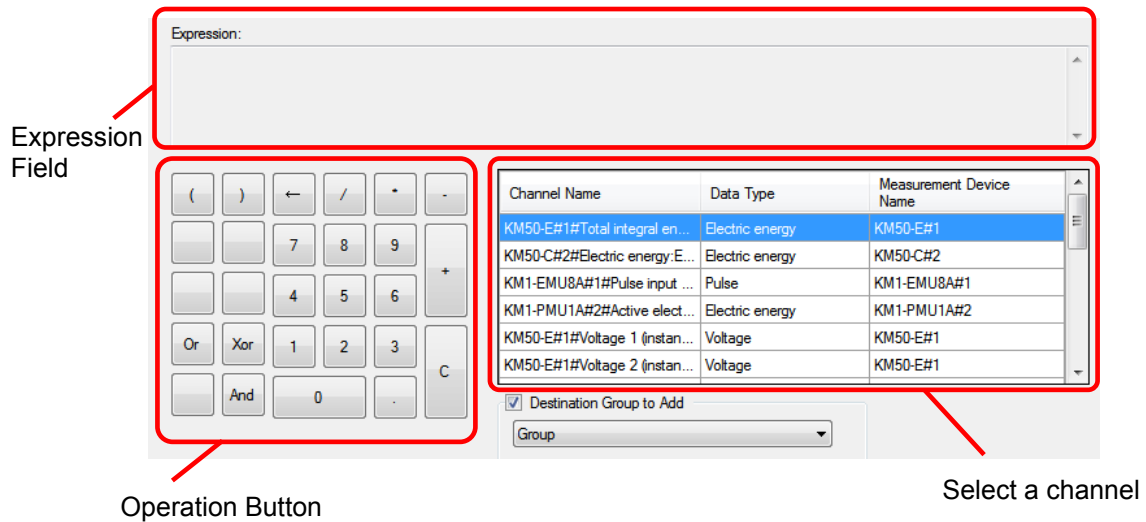 Expression:
Expression
Field
( ) ← / * -
7 8 9
+
4 5 6
Or Xor 1 2 3
C
And 0 .
Channel Name Data Type Measurement Device
Name
KM50-E#1#Total integral en... Electric energy KM50-E#1
KM50-C#2#Electric energy:E... Electric energy KM50-C#2
KM1-EMU8A#1#Pulse input ... Pulse KM1-EMU8A#1
KM1-PMU1A#2#Active elect... Electric energy KM1-PMU1A#2
KM50-E#1#Voltage 1 (instan... Voltage KM50-E#1
KM50-E#1#Voltage 2 (instan... Voltage KM50-E#1
Destination Group to Add
Group
Operation Button
Select a channel